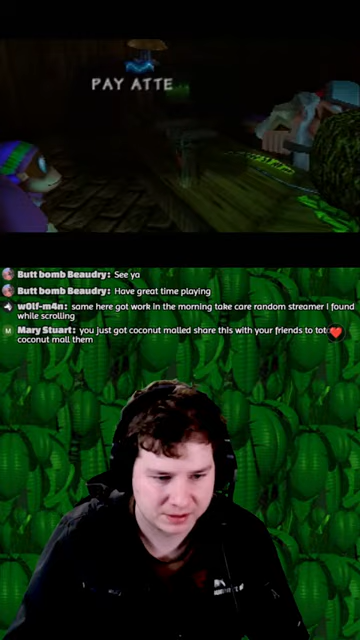 PAY ATTE
Butt bomb Beaudry: See ya
Butt bomb Beaudry: Have great time playing
w0lf-m4n: same here got work in the morning take care random streamer I found
while scrolling
M Mary Stuart: you just got coconut malled share this with your friends to tot
coconut mall them